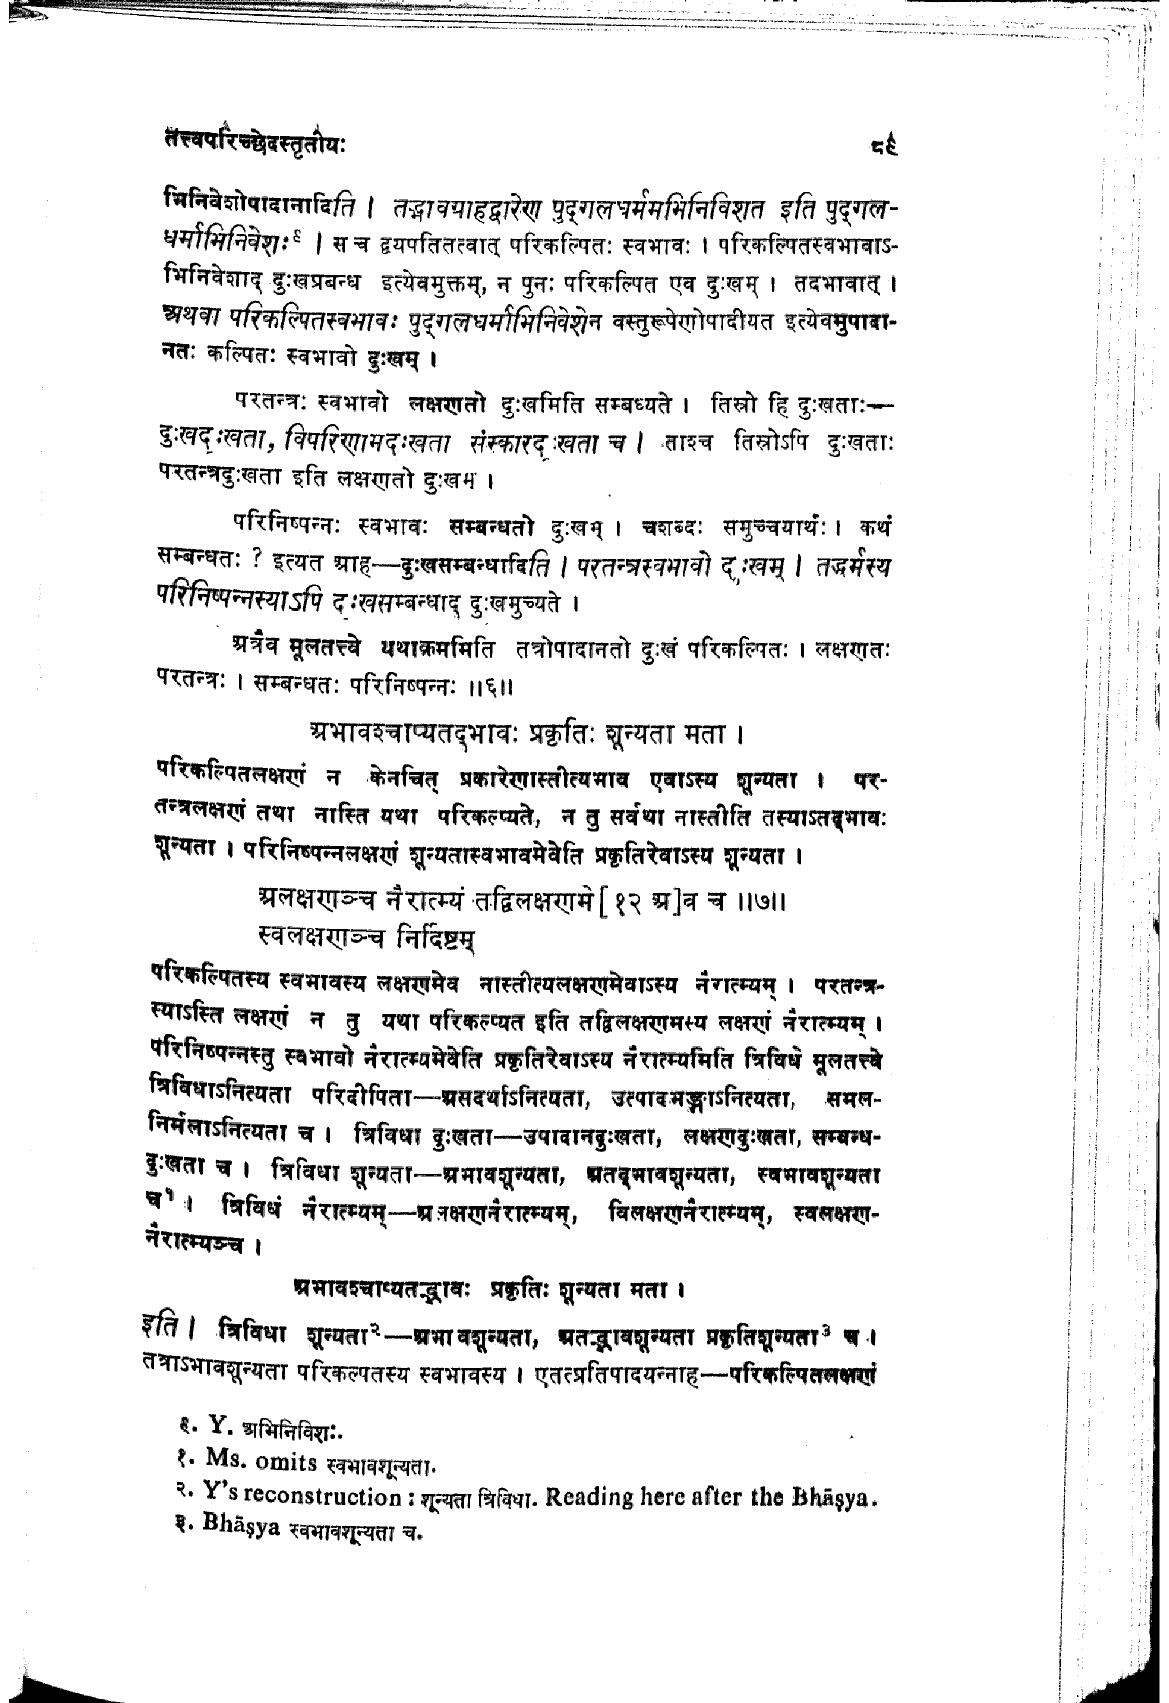 तत्त्वपरिच्छेदस्तृतीयः ८९
भिनिवेशोपादानादिति । तद्भावग्राहद्वारेण पुद्गलधर्ममभिनिविशत इति पुद्गल-
धर्माभिनिवेशः६ । स च द्वयपतितत्वात् परिकल्पितः स्वभावः । परिकल्पितस्वभावाऽ-
भिनिवेशाद् दुःखप्रबन्ध इत्येवमुक्तम्, न पुनः परिकल्पित एव दुःखम् । तदभावात् ।
अथवा परिकल्पितस्वभावः पुद्गलधर्माभिनिवेशेन वस्तुरूपेणोपादीयत इत्येवमुपादा-
नतः कल्पितः स्वभावो दुःखम् ।
परतन्त्रः स्वभावो लक्षणतो दुःखमिति सम्बध्यते । तिस्रो हि दुःखताः—
दुःखदुःखता, विपरिणामदुःखता संस्कारदुःखता च । ताश्च तिस्रोऽपि दुःखताः
परतन्त्रदुःखता इति लक्षणतो दुःखम् ।
परिनिष्पन्नः स्वभावः सम्बन्धतो दुःखम् । चशब्दः समुच्चयार्थः । कथं
सम्बन्धतः ? इत्यत आह—दुःखसम्बन्धादिति । परतन्त्रस्वभावो दुःखम् । तद्धर्मस्य
परिनिष्पन्नस्याऽपि दुःखसम्बन्धाद् दुःखमुच्यते ।
अत्रैव मूलतत्त्वे यथाक्रममिति तत्रोपादानतो दुःखं परिकल्पितः । लक्षणतः
परतन्त्रः । सम्बन्धतः परिनिष्पन्नः ॥६॥
अभावश्चाप्यतद्भावः प्रकृतिः शून्यता मता ।
परिकल्पितलक्षणं न केनचित् प्रकारेणास्तीत्यभाव एवाऽस्य शून्यता । पर-
तन्त्रलक्षणं तथा नास्ति यथा परिकल्प्यते, न तु सर्वथा नास्तीति तस्याऽतद्भावः
शून्यता । परिनिष्पन्नलक्षणं शून्यतास्वभावमेवेति प्रकृतिरेवाऽस्य शून्यता ।
अलक्षणञ्च नैरात्म्यं तद्विलक्षणमे[१२ अ]व च ॥७॥
स्वलक्षणञ्च निर्दिष्टम्
परिकल्पितस्य स्वभावस्य लक्षणमेव नास्तीत्यलक्षणमेवाऽस्य नैरात्म्यम् । परतन्त्र-
स्याऽस्ति लक्षणं न तु यथा परिकल्प्यत इति तद्विलक्षणमस्य लक्षणं नैरात्म्यम् ।
परिनिष्पन्नस्तु स्वभावो नैरात्म्यमेवेति प्रकृतिरेवाऽस्य नैरात्म्यमिति त्रिविधे मूलतत्त्वे
त्रिविधाऽनित्यता परिदीपिता—असदर्थाऽनित्यता, उत्पादभङ्गाऽनित्यता, समल-
निर्मलाऽनित्यता च । त्रिविधा दुःखता—उपादानदुःखता, लक्षणदुःखता, सम्बन्ध-
दुःखता च । त्रिविधा शून्यता—अभावशून्यता, अतद्भावशून्यता, स्वभावशून्यता
च१ । त्रिविधं नैरात्म्यम्—अलक्षणनैरात्म्यम्, विलक्षणनैरात्म्यम्, स्वलक्षण-
नैरात्म्यञ्च ।
अभावश्चाप्यतद्भावः प्रकृतिः शून्यता मता ।
इति । त्रिविधा शून्यता२—अभावशून्यता, अतद्भावशून्यता प्रकृतिशून्यता३ च ।
तत्राऽभावशून्यता परिकल्पतस्य स्वभावस्य । एतत्प्रतिपादयन्नाह—परिकल्पितलक्षणं
६. Y. अभिनिविशः.
१. Ms. omits स्वभावशून्यता.
२. Y's reconstruction : शून्यता त्रिविधा. Reading here after the Bhāṣya.
३. Bhāṣya स्वभावशून्यता च.